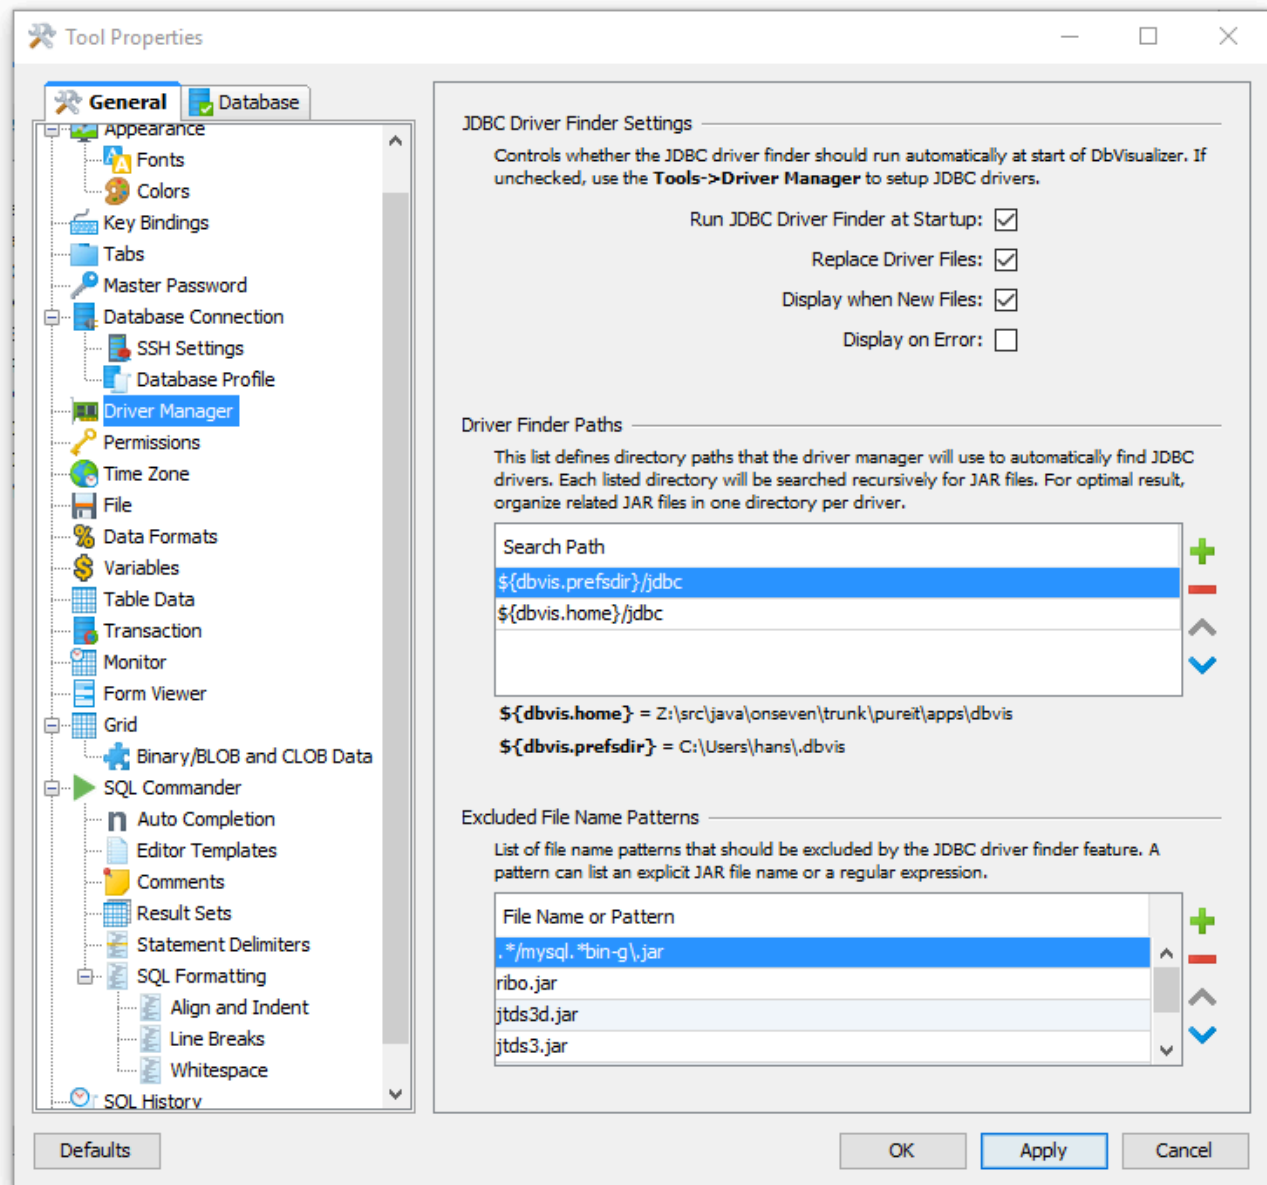 Tool Properties
General
Database
Appearance
Fonts
Colors
Key Bindings
Tabs
Master Password
Database Connection
SSH Settings
Database Profile
Driver Manager
Permissions
Time Zone
File
Data Formats
Variables
Table Data
Transaction
Monitor
Form Viewer
Grid
Binary/BLOB and CLOB Data
SQL Commander
Auto Completion
Editor Templates
Comments
Result Sets
Statement Delimiters
SQL Formatting
Align and Indent
Line Breaks
Whitespace
SQL History
JDBC Driver Finder Settings
Controls whether the JDBC driver finder should run automatically at start of DbVisualizer. If
unchecked, use the Tools->Driver Manager to setup JDBC drivers.
Run JDBC Driver Finder at Startup:
Replace Driver Files:
Display when New Files:
Display on Error:
Driver Finder Paths
This list defines directory paths that the driver manager will use to automatically find JDBC
drivers. Each listed directory will be searched recursively for JAR files. For optimal result,
organize related JAR files in one directory per driver.
Search Path
${dbvis.prefsdir}/jdbc
${dbvis.home}/jdbc
${dbvis.home} = Z:\src\java\onseven\trunk\pureit\apps\dbvis
${dbvis.prefsdir} = C:\Users\hans\.dbvis
Excluded File Name Patterns
List of file name patterns that should be excluded by the JDBC driver finder feature. A
pattern can list an explicit JAR file name or a regular expression.
File Name or Pattern
.*/mysql.*bin-g\.jar
ribo.jar
jtds3d.jar
jtds3.jar
Defaults
OK
Apply
Cancel